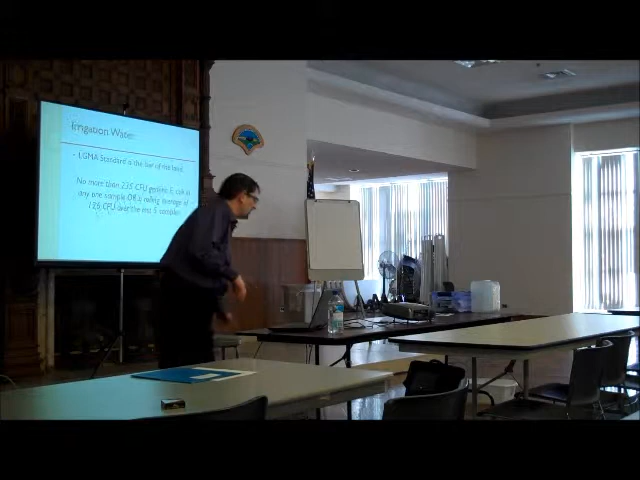 Irrigation Water
- LGMA Standard is the law of the land.
No more than 235 CFU generic E. coli in
any one sample OR a rolling average of
126 CFU over the last 5 samples.